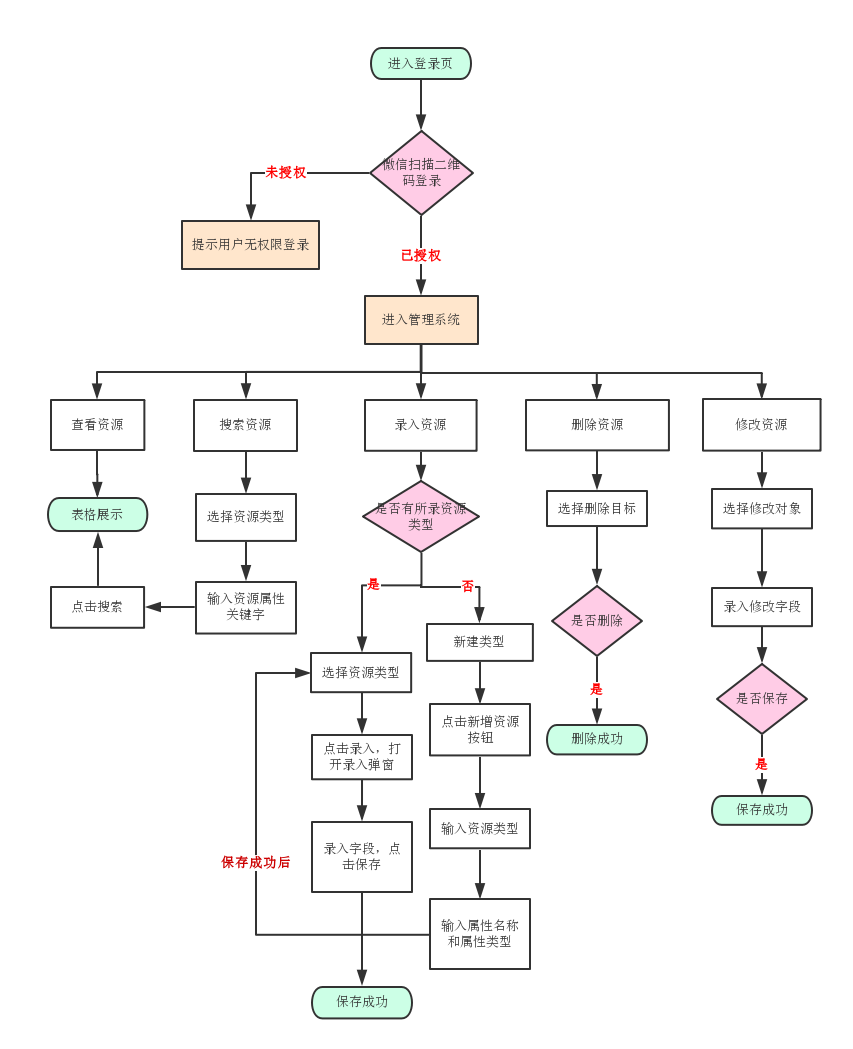 进入登录页
微信扫描二维
码登录
未授权
提示用户无权限登录
已授权
进入管理系统
查看资源
搜索资源
录入资源
删除资源
修改资源
表格展示
选择资源类型
是否有所录资源
类型
选择删除目标
选择修改对象
点击搜索
输入资源属性
关键字
是
否
新建类型
是否删除
录入修改字段
选择资源类型
点击新增资源
按钮
是
是否保存
点击录入，打
开录入弹窗
删除成功
是
输入资源类型
保存成功
录入字段，点
击保存
保存成功后
输入属性名称
和属性类型
保存成功